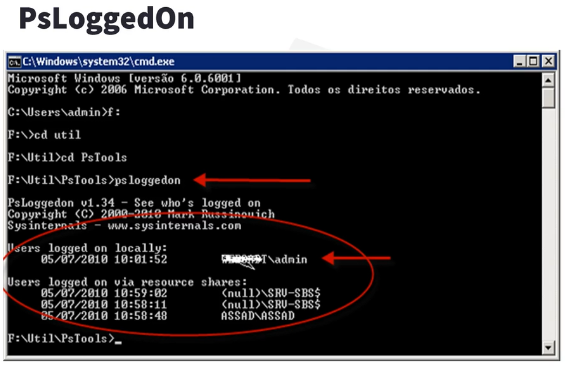 PsLoggedOn
C:\Windows\system32\cmd.exe
Microsoft Windows [versão 6.0.6001]
Copyright (c) 2006 Microsoft Corporation. Todos os direitos reservados.
C:\Users\admin>f:
F:\>cd util
F:\Util>cd PsTools
F:\Util\PsTools>psloggedon
PsLoggedon v1.34 - See who's logged on
Copyright (C) 2000-2010 Mark Russinovich
Sysinternals - www.sysinternals.com
Users logged on locally:
05/07/2010 10:01:52 \admin
Users logged on via resource shares:
05/07/2010 10:59:02 (null)\SRV-SBS$
05/07/2010 10:58:11 (null)\SRV-SBS$
05/07/2010 10:58:48 ASSAD\ASSAD
F:\Util\PsTools>_